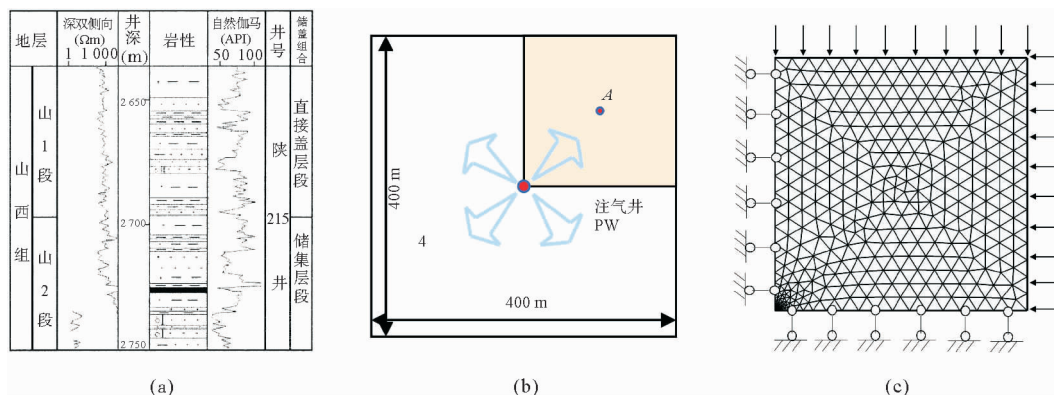 地层
深双侧向
(Ωm)
1 1 000
井深
(m)
岩性
自然伽马
(API)
50 100
井号
储盖组合
山西组
山1段
山2段
2 650
2 700
2 750
陕215井
直接盖层段
储集层段
(a)
A
400 m
注气井
PW
4
400 m
(b)
(c)